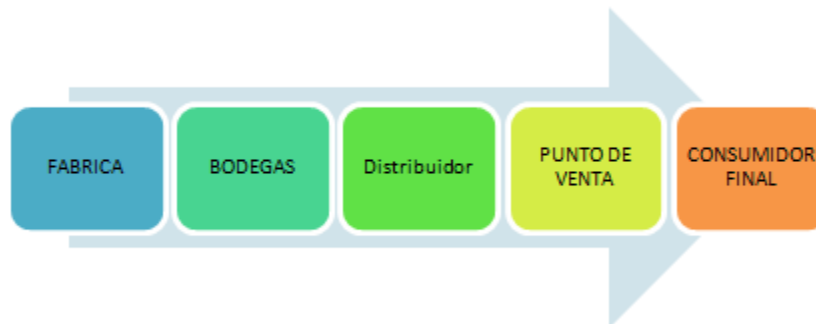 FABRICA
BODEGAS
Distribuidor
PUNTO DE
VENTA
CONSUMIDOR
FINAL